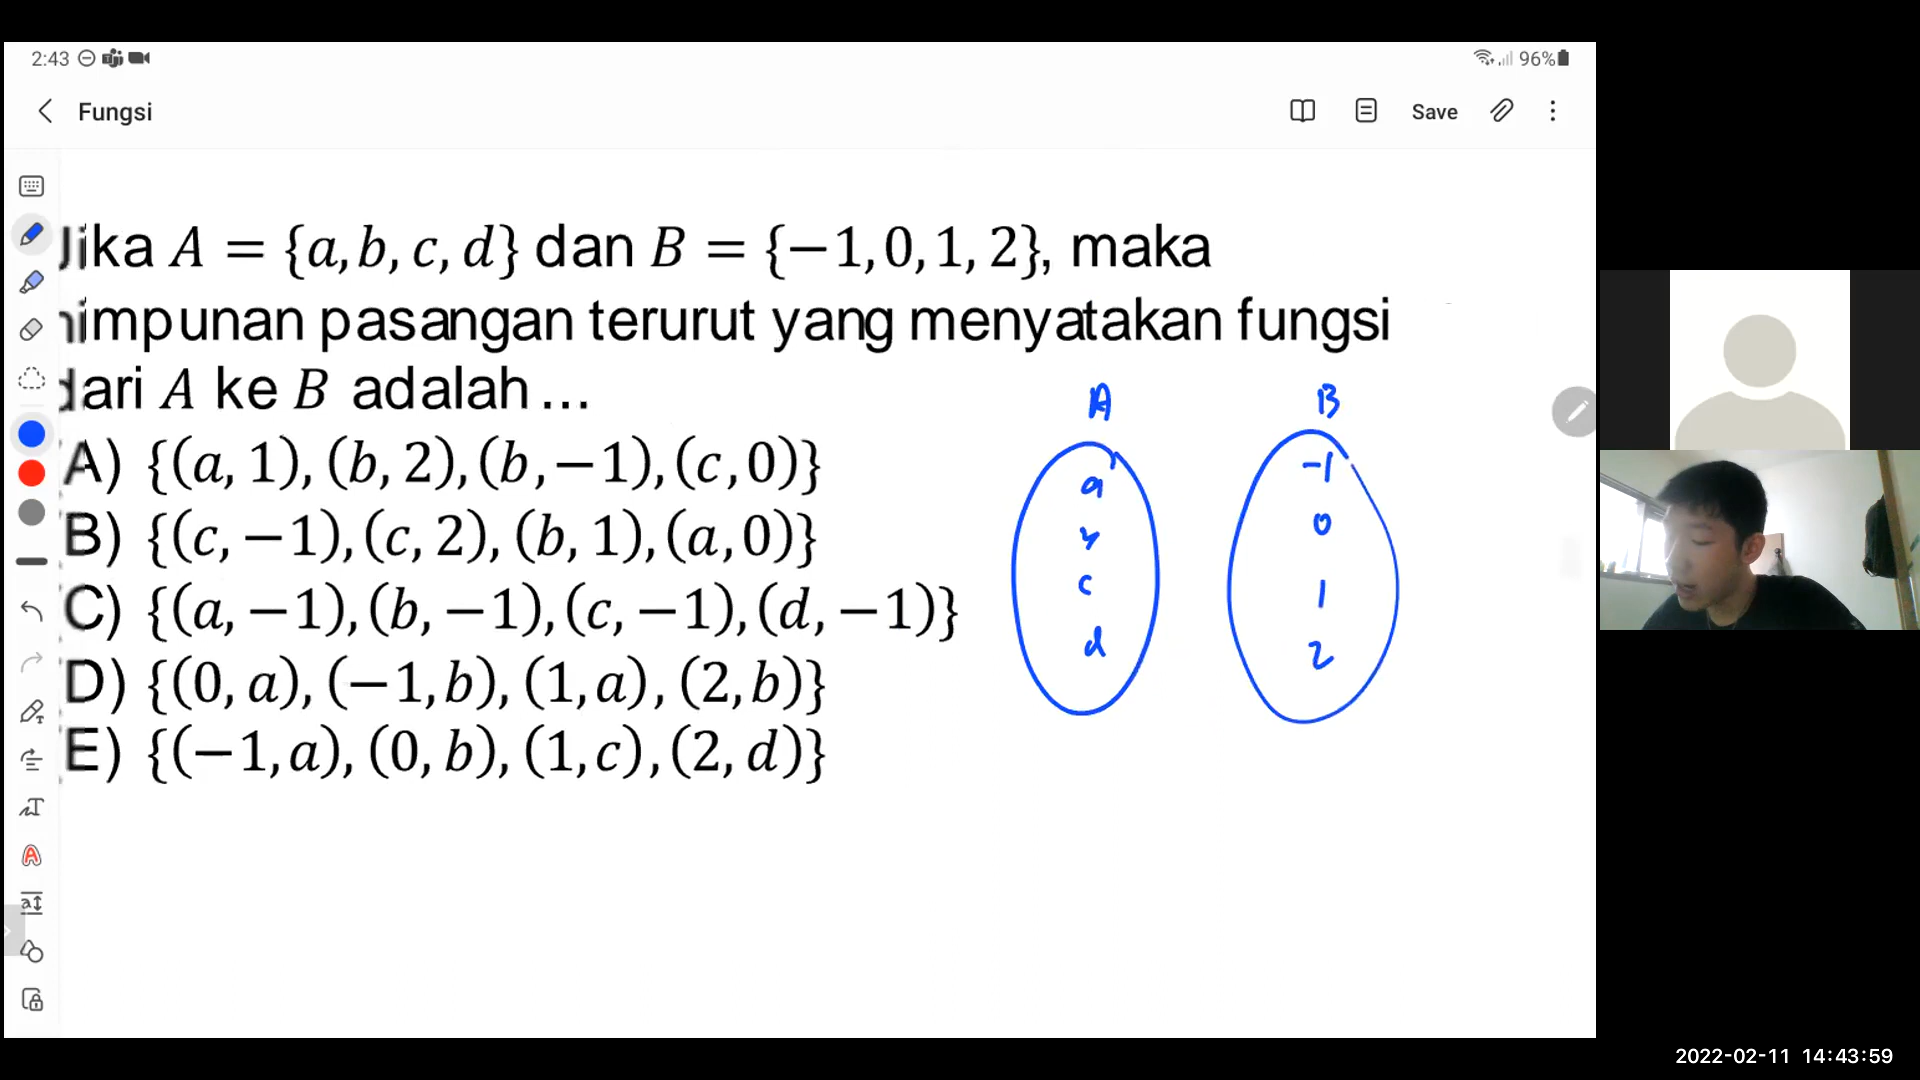 2:43
96%
Fungsi
Save
Jika A = {a, b, c, d} dan B = {−1, 0, 1, 2}, maka
himpunan pasangan terurut yang menyatakan fungsi
dari A ke B adalah ...
A) {(a, 1), (b, 2), (b, −1), (c, 0)}
B) {(c, −1), (c, 2), (b, 1), (a, 0)}
C) {(a, −1), (b, −1), (c, −1), (d, −1)}
D) {(0, a), (−1, b), (1, a), (2, b)}
E) {(−1, a), (0, b), (1, c), (2, d)}
A
a
b
c
d
B
-1
0
1
2
2022-02-11 14:43:59